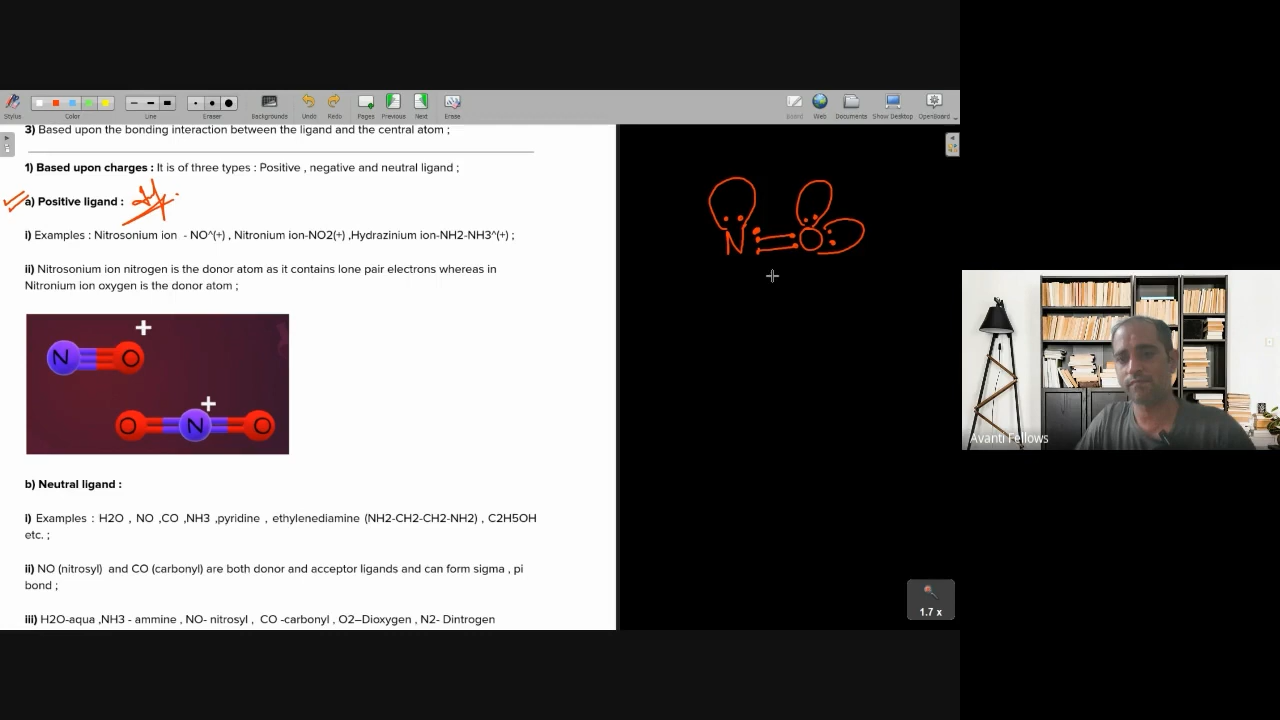 Stylus Color Line Eraser Backgrounds Undo Redo Pages Previous Next Erase Board Web Documents Show Desktop OpenBoard
3) Based upon the bonding interaction between the ligand and the central atom ;
1) Based upon charges : It is of three types : Positive , negative and neutral ligand ;
a) Positive ligand :
i) Examples : Nitrosonium ion - NO^(+) , Nitronium ion-NO2(+) ,Hydrazinium ion-NH2-NH3^(+) ;
ii) Nitrosonium ion nitrogen is the donor atom as it contains lone pair electrons whereas in
Nitronium ion oxygen is the donor atom ;
+
N O
+
O N O
b) Neutral ligand :
i) Examples : H2O , NO ,CO ,NH3 ,pyridine , ethylenediamine (NH2-CH2-CH2-NH2) , C2H5OH
etc. ;
ii) NO (nitrosyl) and CO (carbonyl) are both donor and acceptor ligands and can form sigma , pi
bond ;
iii) H2O-aqua ,NH3 - ammine , NO- nitrosyl , CO -carbonyl , O2–Dioxygen , N2- Dintrogen
N O
1.7 x
Avanti Fellows